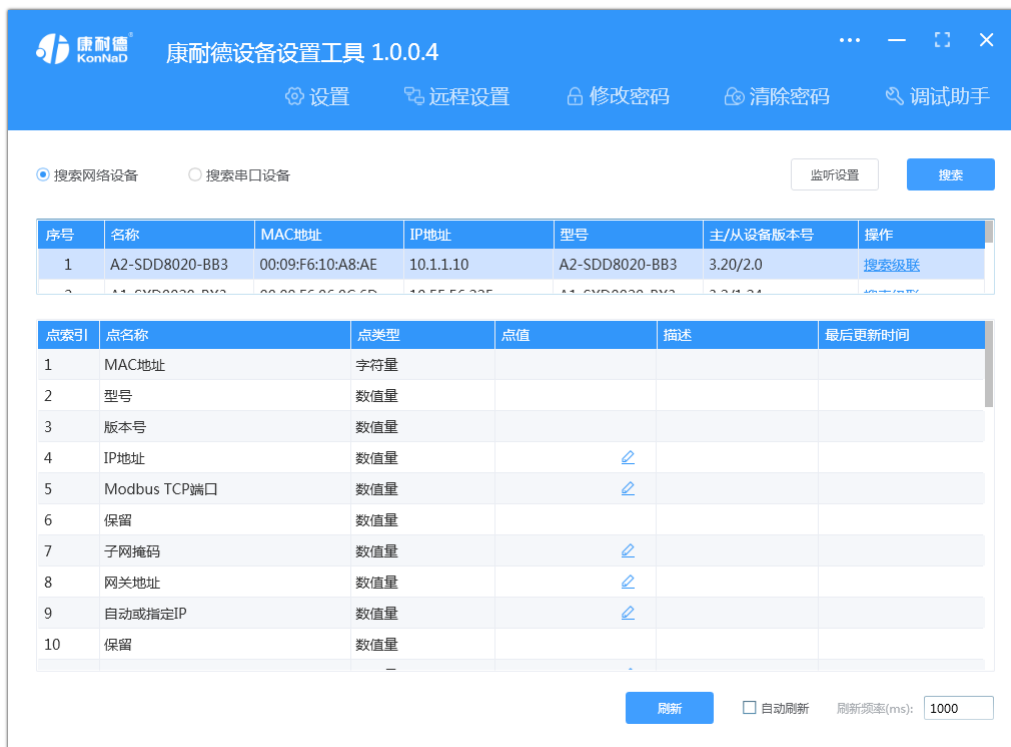 康耐德®
KonNaD
康耐德设备设置工具 1.0.0.4
设置 远程设置 修改密码 清除密码 调试助手
搜索网络设备 搜索串口设备 监听设置 搜索
序号 名称 MAC地址 IP地址 型号 主/从设备版本号 操作
1 A2-SDD8020-BB3 00:09:F6:10:A8:AE 10.1.1.10 A2-SDD8020-BB3 3.20/2.0 搜索级联
点索引 点名称 点类型 点值 描述 最后更新时间
1 MAC地址 字符量
2 型号 数值量
3 版本号 数值量
4 IP地址 数值量
5 Modbus TCP端口 数值量
6 保留 数值量
7 子网掩码 数值量
8 网关地址 数值量
9 自动或指定IP 数值量
10 保留 数值量
刷新 自动刷新 刷新频率(ms): 1000